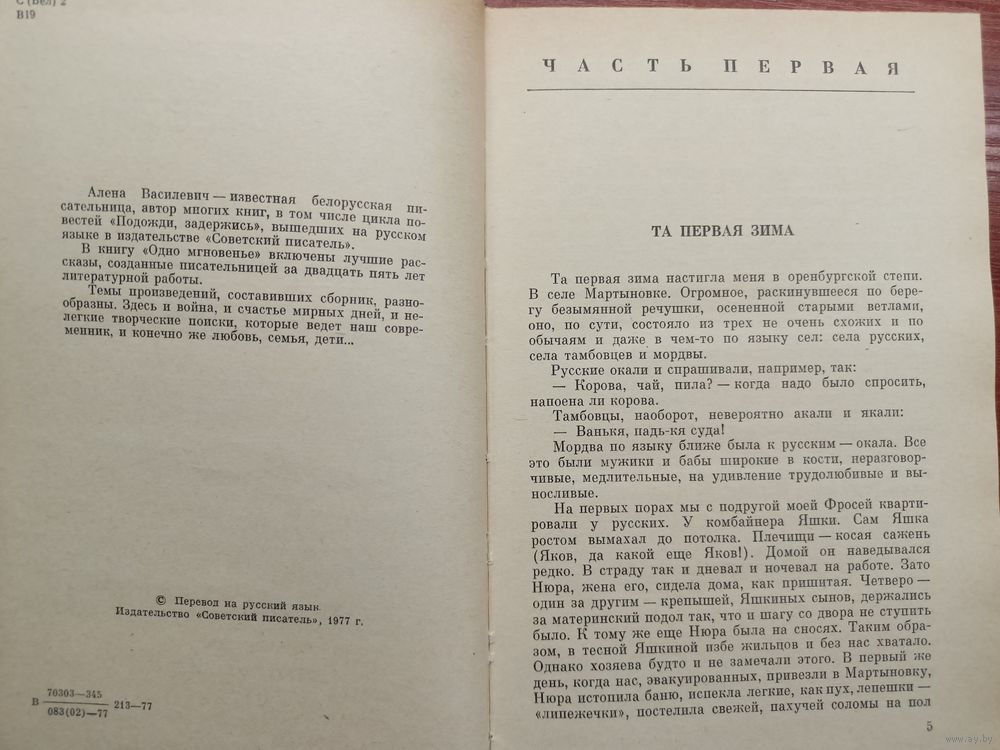 С (Бел) 2
В19
Алена Василевич — известная белорусская пи-
сательница, автор многих книг, в том числе цикла по-
вестей «Подожди, задержись», вышедших на русском
языке в издательстве «Советский писатель».
В книгу «Одно мгновенье» включены лучшие рас-
сказы, созданные писательницей за двадцать пять лет
литературной работы.
Темы произведений, составивших сборник, разно-
образны. Здесь и война, и счастье мирных дней, и не-
легкие творческие поиски, которые ведет наш совре-
менник, и конечно же любовь, семья, дети...
© Перевод на русский язык.
Издательство «Советский писатель», 1977 г.
70303—345
В 213—77
083(02)—77
ЧАСТЬ ПЕРВАЯ
ТА ПЕРВАЯ ЗИМА
Та первая зима настигла меня в оренбургской степи.
В селе Мартыновке. Огромное, раскинувшееся по бере-
гу безымянной речушки, осененной старыми ветлами,
оно, по сути, состояло из трех не очень схожих и по
обычаям и даже в чем-то по языку сел: села русских,
села тамбовцев и мордвы.
Русские окали и спрашивали, например, так:
— Корова, чай, пила? — когда надо было спросить,
напоена ли корова.
Тамбовцы, наоборот, невероятно акали и якали:
— Ванькя, падь-кя суда!
Мордва по языку ближе была к русским — окала. Все
это были мужики и бабы широкие в кости, неразговор-
чивые, медлительные, на удивление трудолюбивые и вы-
носливые.
На первых порах мы с подругой моей Фросей кварти-
ровали у русских. У комбайнера Яшки. Сам Яшка
ростом вымахал до потолка. Плечищи — косая сажень
(Яков, да какой еще Яков!). Домой он наведывался
редко. В страду так и дневал и ночевал на работе. Зато
Нюра, жена его, сидела дома, как пришитая. Четверо —
один за другим — крепышей, Яшкиных сынов, держались
за материнский подол так, что и шагу со двора не ступить
было. К тому же еще Нюра была на сносях. Таким обра-
зом, в тесной Яшкиной избе жильцов и без нас хватало.
Однако хозяева будто и не замечали этого. В первый же
день, когда нас, эвакуированных, привезли в Мартыновку,
Нюра истопила баню, испекла легкие, как пух, лепешки —
«липежечки», постелила свежей, пахучей соломы на пол
5
www.ay.by